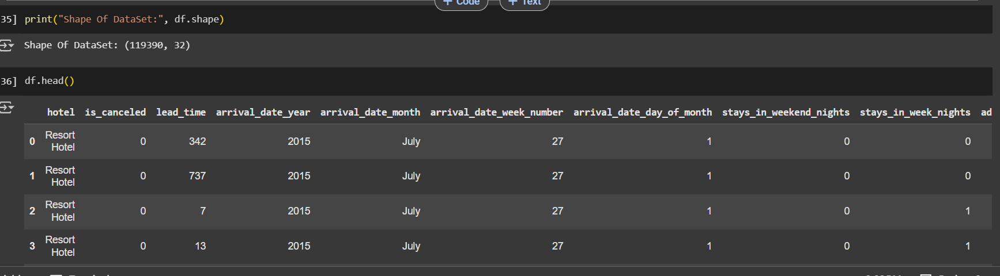 + Code + Text
35] print("Shape Of DataSet:", df.shape)
Shape Of DataSet: (119390, 32)
36] df.head()
hotel is_canceled lead_time arrival_date_year arrival_date_month arrival_date_week_number arrival_date_day_of_month stays_in_weekend_nights stays_in_week_nights ad
0 Resort Hotel 0 342 2015 July 27 1 0 0
1 Resort Hotel 0 737 2015 July 27 1 0 0
2 Resort Hotel 0 7 2015 July 27 1 0 1
3 Resort Hotel 0 13 2015 July 27 1 0 1